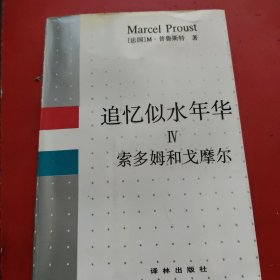 Marcel Proust
[法国]M·普鲁斯特 著
追忆似水年华
Ⅳ
索多姆和戈摩尔
译林出版社